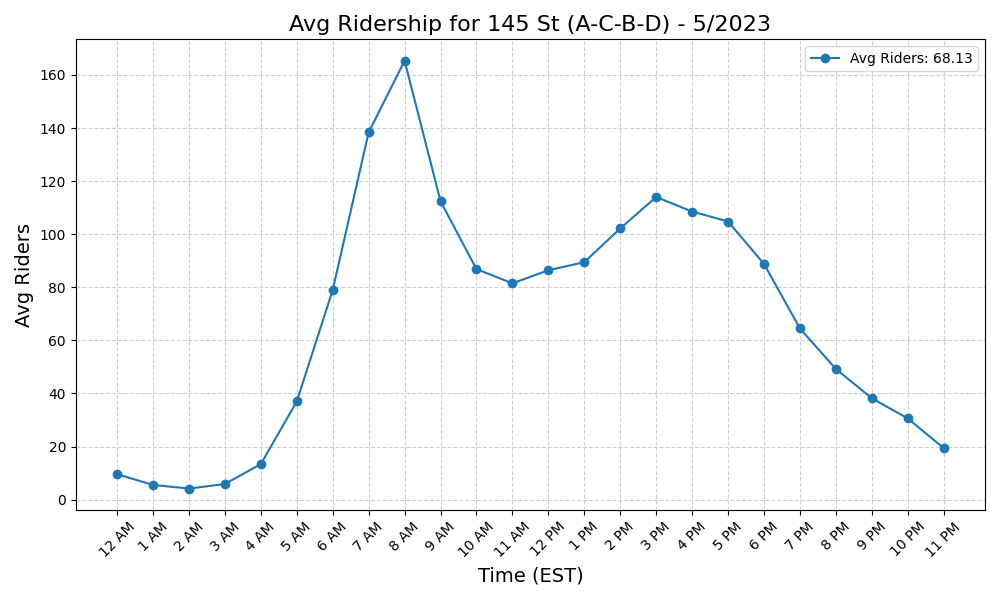 Avg Ridership for 145 St (A-C-B-D) - 5/2023
Avg Riders: 68.13
Avg Riders
160
140
120
100
80
60
40
20
0
12 AM
1 AM
2 AM
3 AM
4 AM
5 AM
6 AM
7 AM
8 AM
9 AM
10 AM
11 AM
12 PM
1 PM
2 PM
3 PM
4 PM
5 PM
6 PM
7 PM
8 PM
9 PM
10 PM
11 PM
Time (EST)